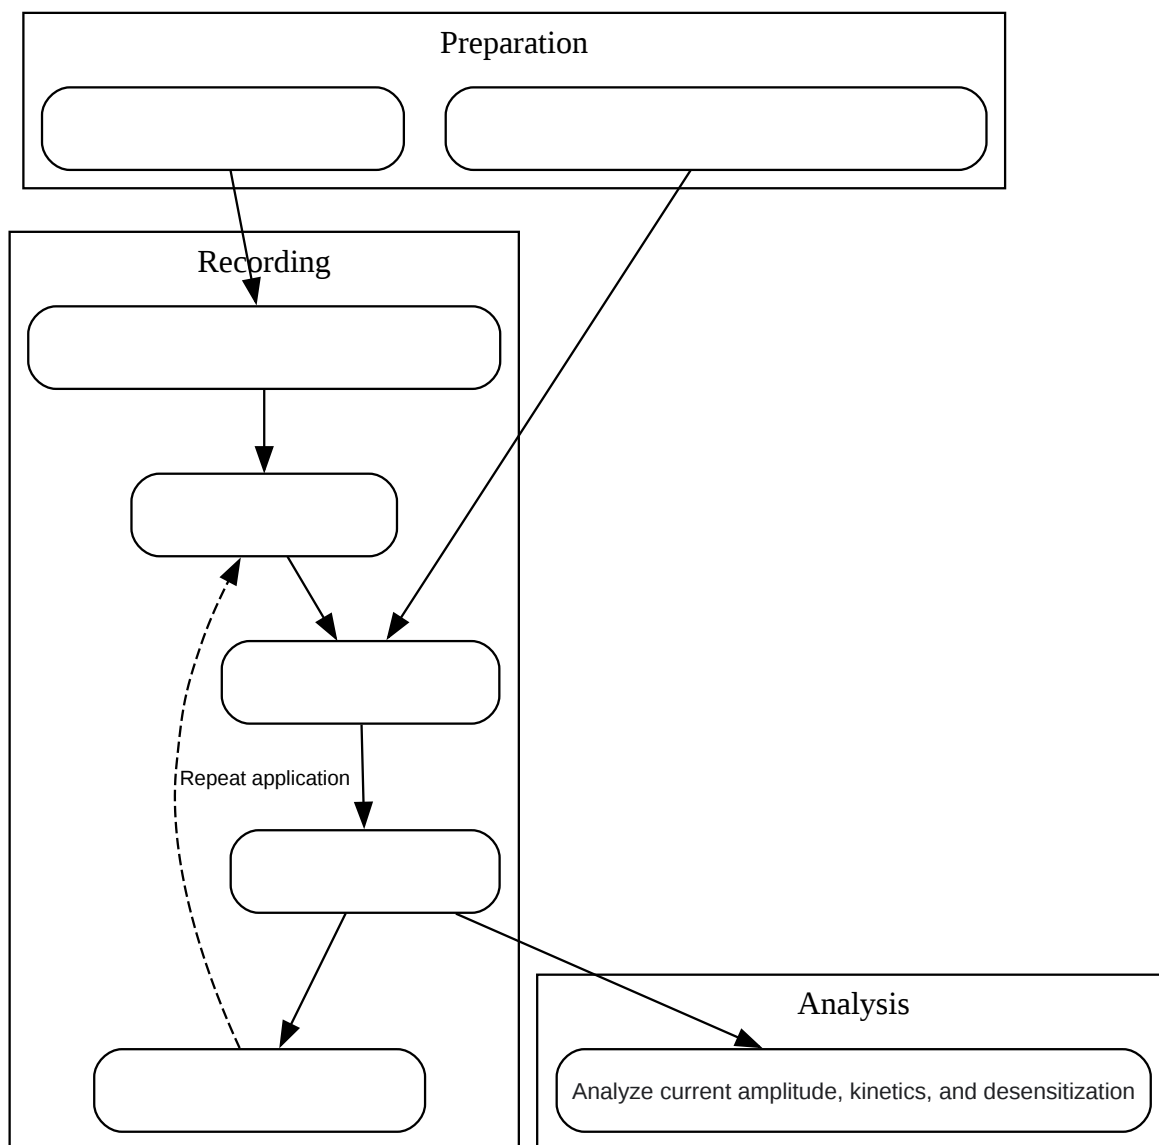 Preparation
Recording
Repeat application
Analysis
Analyze current amplitude, kinetics, and desensitization